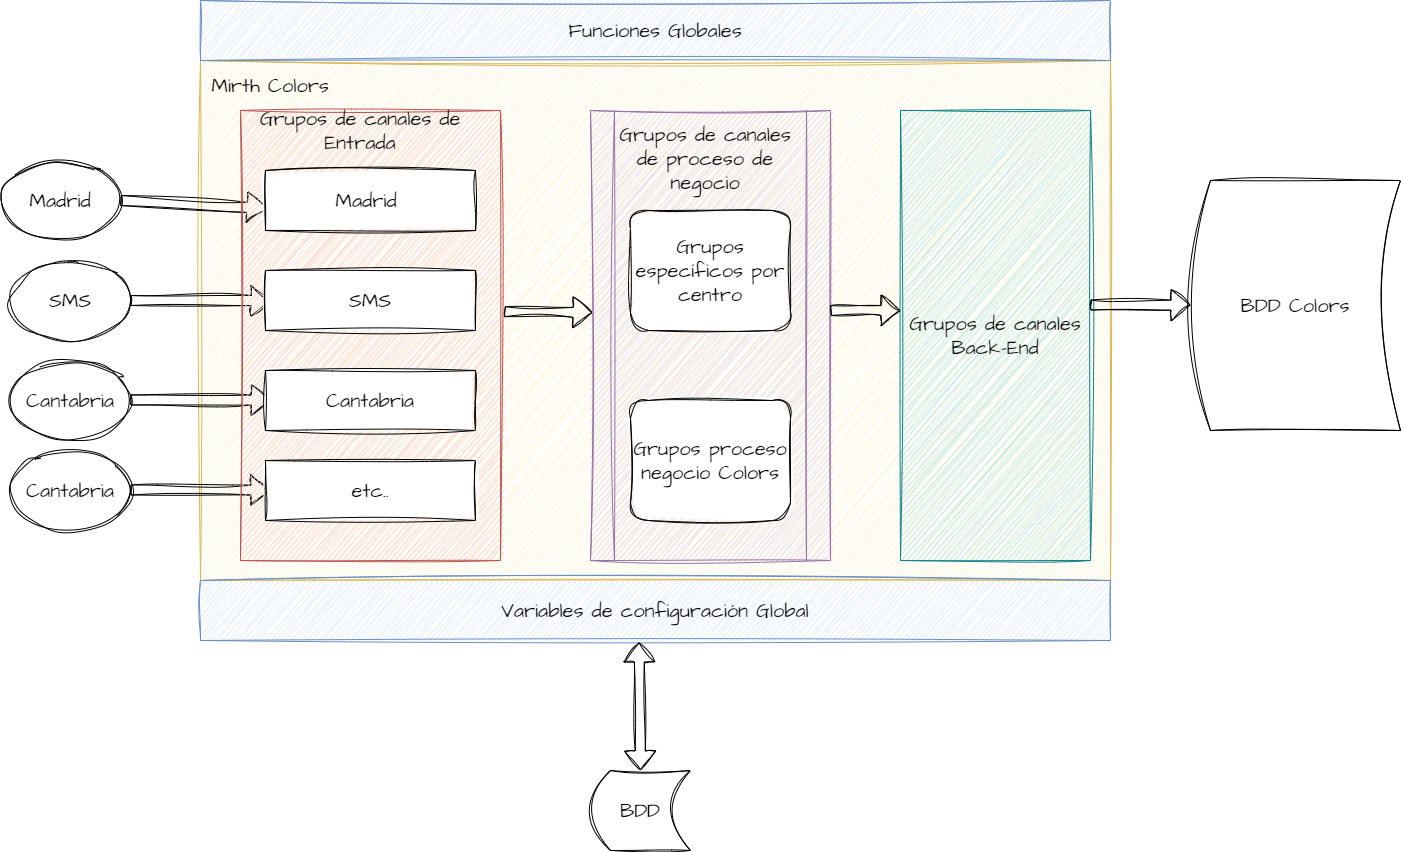 Funciones Globales
Mirth Colors
Grupos de canales de
Entrada
Madrid
Madrid
SMS
SMS
Cantabria
Cantabria
Cantabria
etc..
Grupos de canales
de proceso de
negocio
Grupos
específicos por
centro
Grupos proceso
negocio Colors
Grupos de canales
Back-End
BDD Colors
Variables de configuración Global
BDD